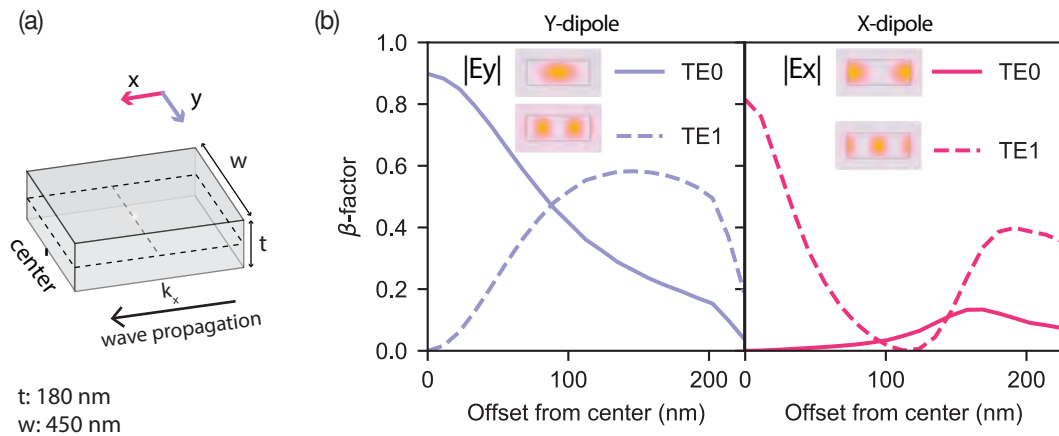 (a)
x
y
w
t
center
kx
wave propagation
t: 180 nm
w: 450 nm
(b)
Y-dipole
X-dipole
|Ey|
TE0
TE1
|Ex|
TE0
TE1
β-factor
1.0
0.8
0.6
0.4
0.2
0.0
0
100
200
0
100
200
Offset from center (nm)
Offset from center (nm)